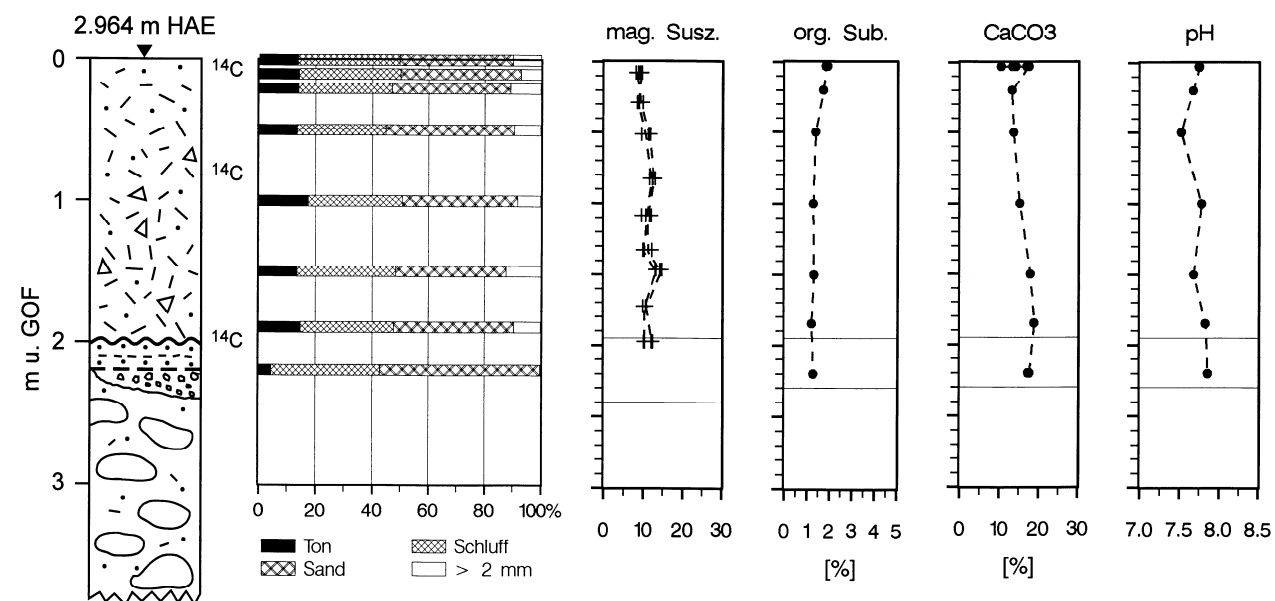 2.964 m HAE
mag. Susz.
org. Sub.
CaCO3
pH
0
1
2
3
m u. GOF
14C
14C
14C
0 20 40 60 80 100%
0 10 20 30
0 1 2 3 4 5
0 10 20 30
7.0 7.5 8.0 8.5
[%]
[%]
Ton
Schluff
Sand
> 2 mm